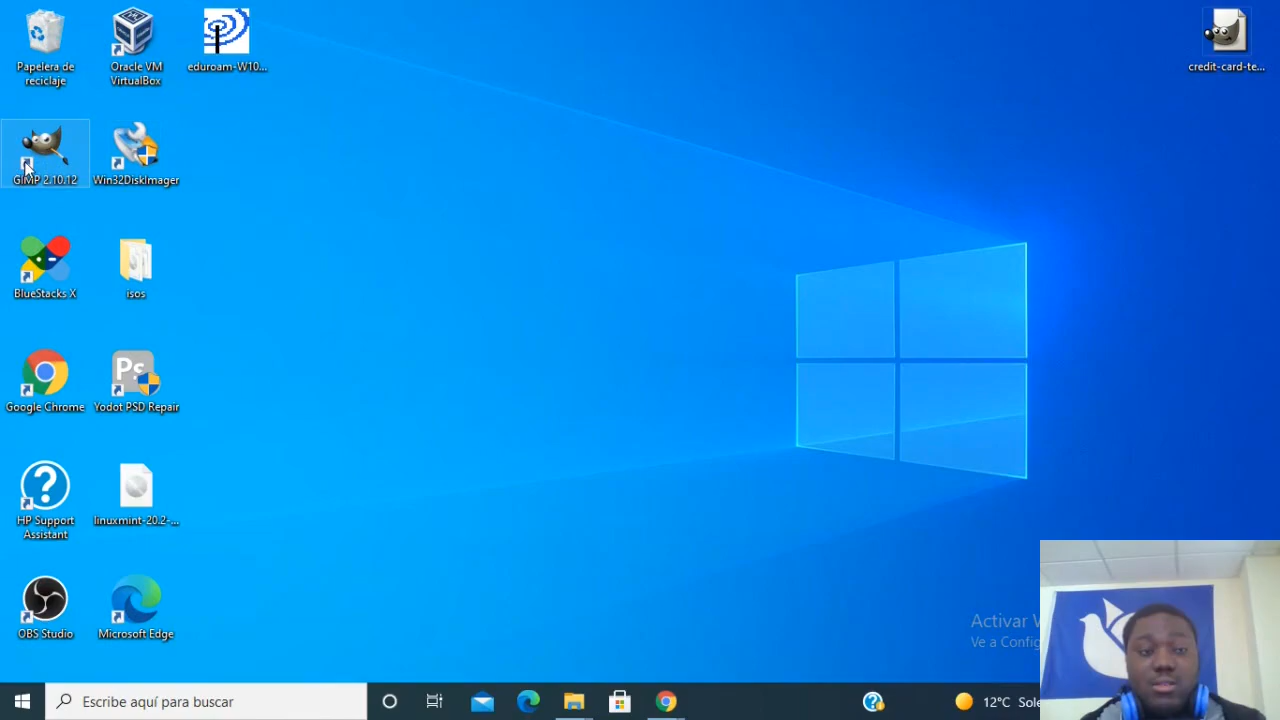 Papelera de
reciclaje
Oracle VM
VirtualBox
eduroam-W10...
credit-card-te...
GIMP 2.10.12
Win32DiskImager
BlueStacks X
isos
Google Chrome
Ps
Yodot PSD Repair
HP Support
Assistant
linuxmint-20.2-...
OBS Studio
Microsoft Edge
Activar W
Ve a Config
Escribe aquí para buscar
12°C Sole